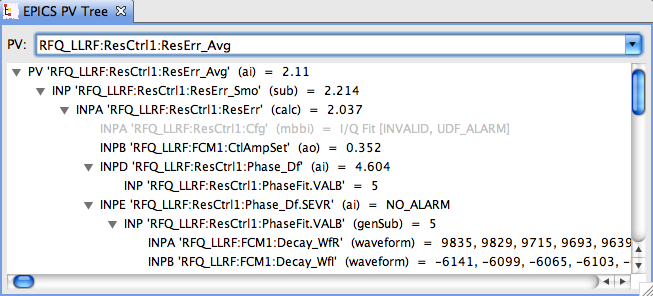 EPICS PV Tree
PV: RFQ_LLRF:ResCtrl1:ResErr_Avg
PV 'RFQ_LLRF:ResCtrl1:ResErr_Avg' (ai) = 2.11
INP 'RFQ_LLRF:ResCtrl1:ResErr_Smo' (sub) = 2.214
INPA 'RFQ_LLRF:ResCtrl1:ResErr' (calc) = 2.037
INPA 'RFQ_LLRF:ResCtrl1:Cfg' (mbbi) = I/Q Fit [INVALID, UDF_ALARM]
INPB 'RFQ_LLRF:FCM1:CtlAmpSet' (ao) = 0.352
INPD 'RFQ_LLRF:ResCtrl1:Phase_Df' (ai) = 4.604
INP 'RFQ_LLRF:ResCtrl1:PhaseFit.VALB' = 5
INPE 'RFQ_LLRF:ResCtrl1:Phase_Df.SEVR' (ai) = NO_ALARM
INP 'RFQ_LLRF:ResCtrl1:PhaseFit.VALB' (genSub) = 5
INPA 'RFQ_LLRF:FCM1:Decay_WfR' (waveform) = 9835, 9829, 9715, 9693, 9639
INPB 'RFQ_LLRF:FCM1:Decay_WfI' (waveform) = -6141, -6099, -6065, -6103, -